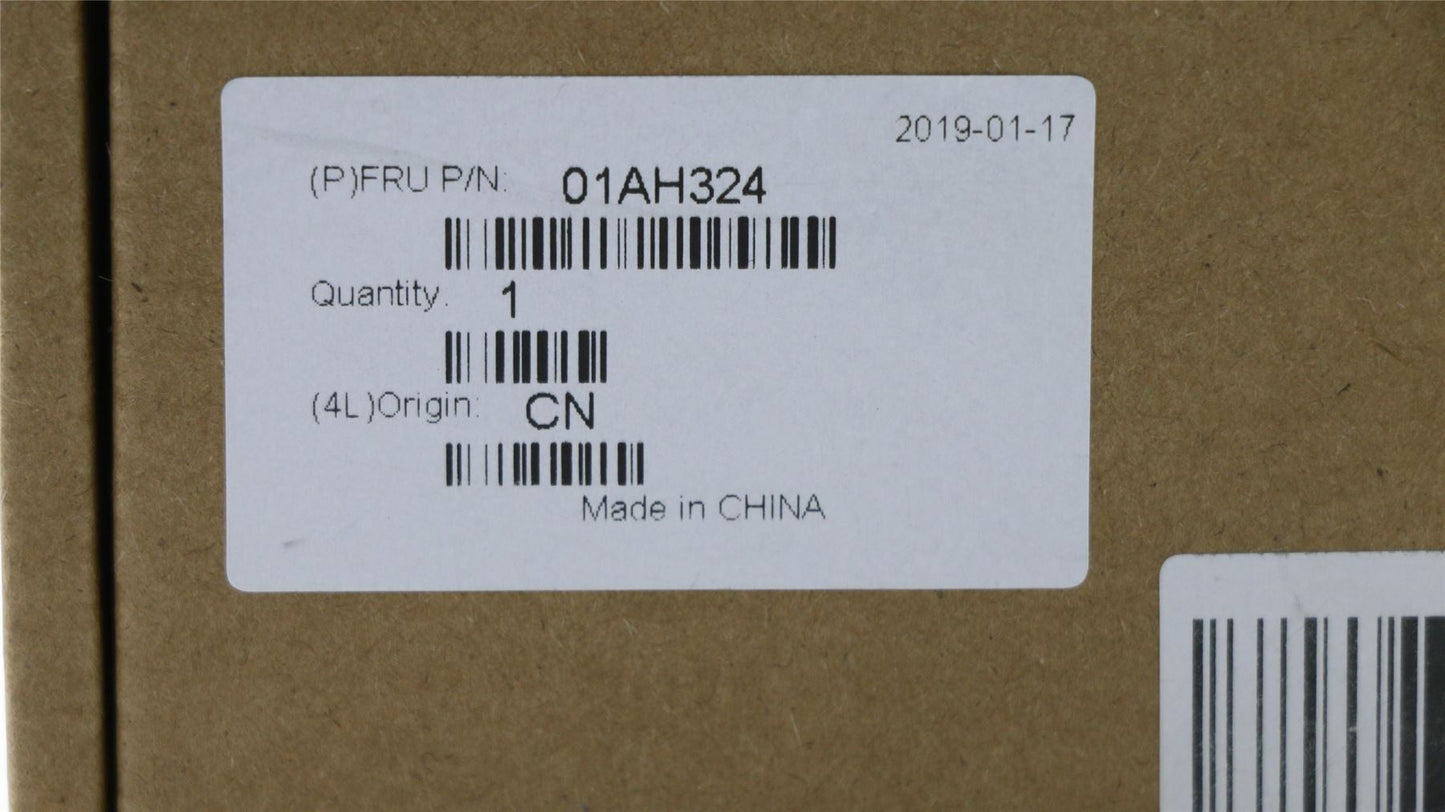 2019-01-17
(P)FRU P/N: 01AH324
Quantity: 1
(4L)Origin: CN
Made in CHINA